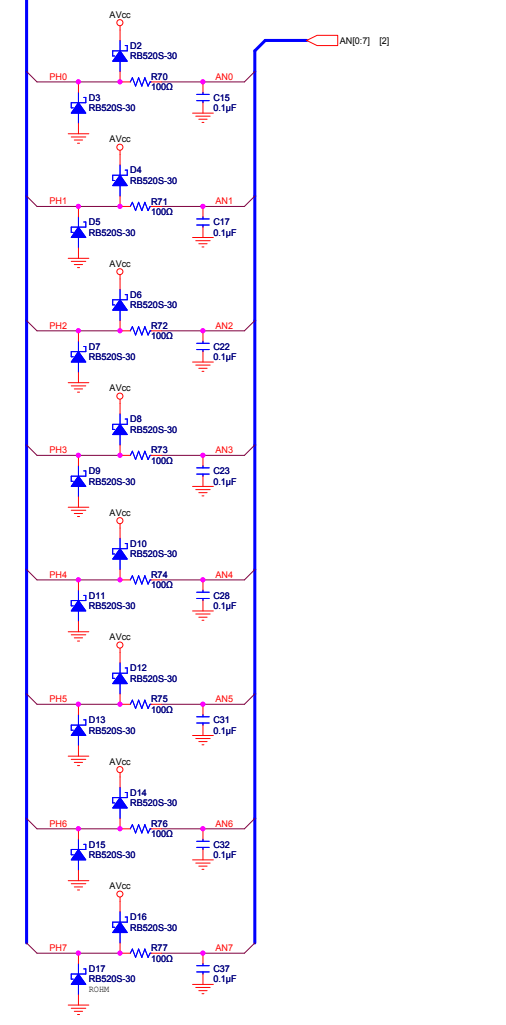 AVcc
AN[0:7] [2]
D2
RB520S-30
PH0 R70 AN0
100Ω
D3 C15
RB520S-30 0.1µF
AVcc
D4
RB520S-30
PH1 R71 AN1
100Ω
D5 C17
RB520S-30 0.1µF
AVcc
D6
RB520S-30
PH2 R72 AN2
100Ω
D7 C22
RB520S-30 0.1µF
AVcc
D8
RB520S-30
PH3 R73 AN3
100Ω
D9 C23
RB520S-30 0.1µF
AVcc
D10
RB520S-30
PH4 R74 AN4
100Ω
D11 C28
RB520S-30 0.1µF
AVcc
D12
RB520S-30
PH5 R75 AN5
100Ω
D13 C31
RB520S-30 0.1µF
AVcc
D14
RB520S-30
PH6 R76 AN6
100Ω
D15 C32
RB520S-30 0.1µF
AVcc
D16
RB520S-30
PH7 R77 AN7
100Ω
D17 C37
RB520S-30 0.1µF
ROHM